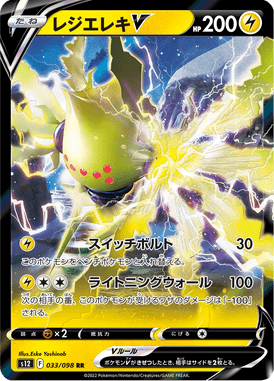 たね レジエレキV HP200
スイッチボルト 30
このポケモンをベンチポケモンと入れ替える。
ライトニングウォール 100
次の相手の番、このポケモンが受けるワザのダメージは「-100」
される。
弱点 ×2 抵抗力 にげる
Vルール
ポケモンVがきぜつしたとき、相手はサイドを2枚とる。
Illus.Eske Yoshinob
s12 F 033/098 RR
©2022 Pokémon/Nintendo/Creatures/GAME FREAK.